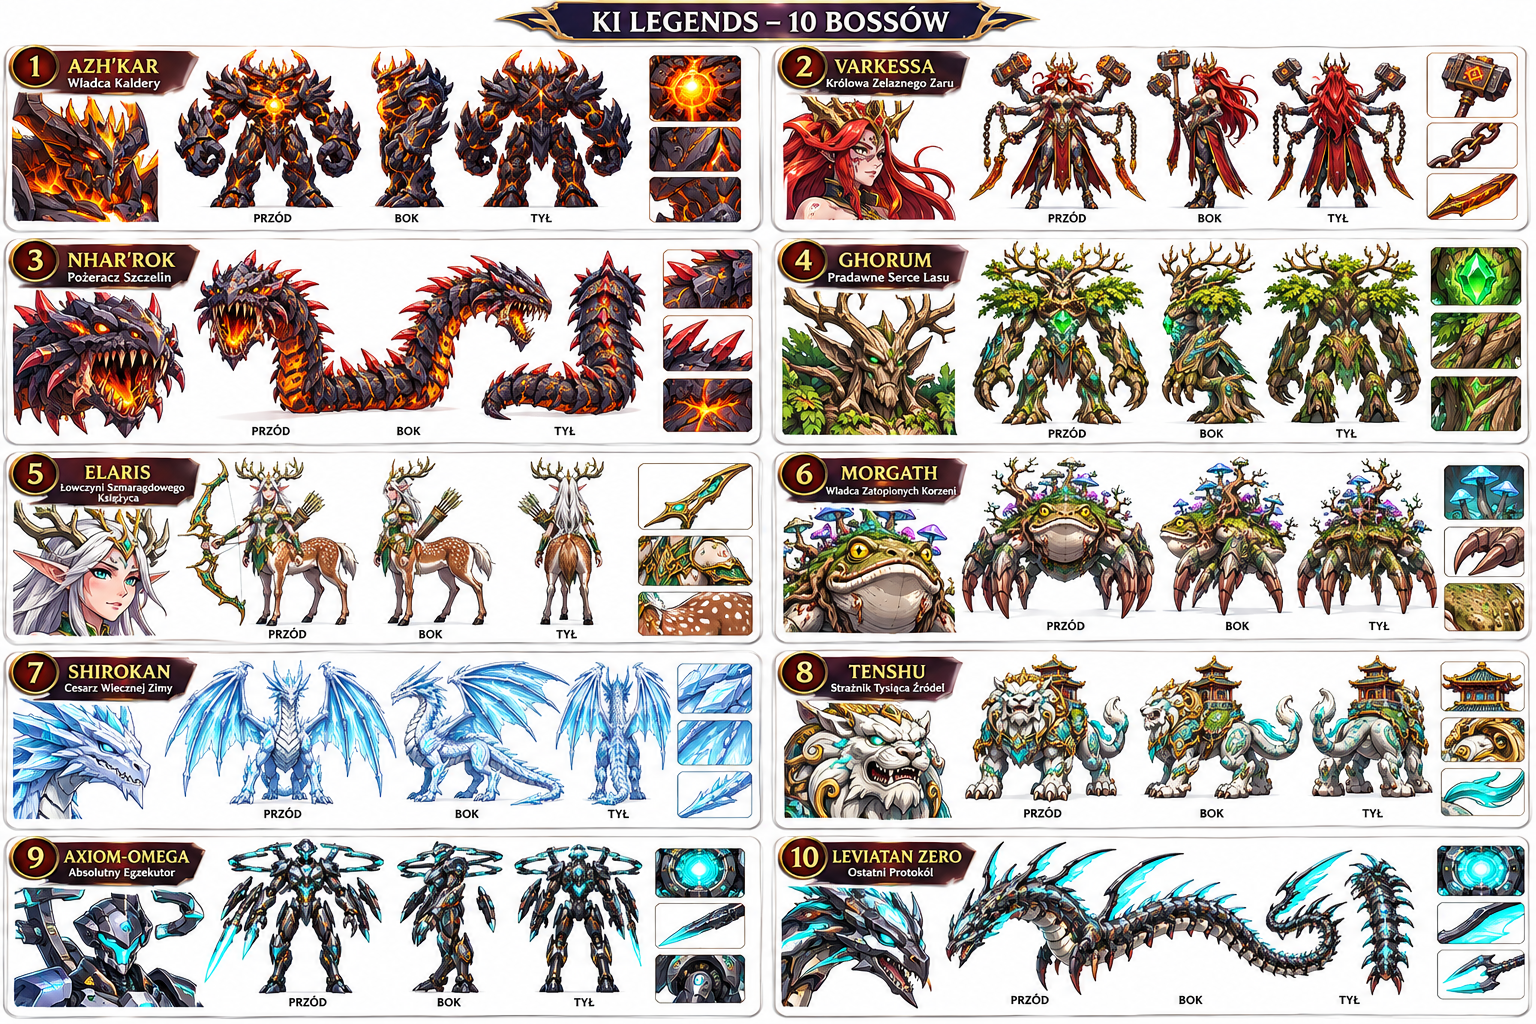 KI LEGENDS – 10 BOSSÓW
1 AZH'KAR
Władca Kaldery
PRZÓD BOK TYŁ
2 VARKESSA
Królowa Żelaznego Żaru
PRZÓD BOK TYŁ
3 NHAR'ROK
Pożeracz Szczelin
PRZÓD BOK TYŁ
4 GHORUM
Pradawne Serce Lasu
PRZÓD BOK TYŁ
5 ELARIS
Łowczyni Szmaragdowego
Księżyca
PRZÓD BOK TYŁ
6 MORGATH
Władca Zatopionych Korzeni
PRZÓD BOK TYŁ
7 SHIROKAN
Cesarz Wiecznej Zimy
PRZÓD BOK TYŁ
8 TENSHU
Strażnik Tysiąca Źródeł
PRZÓD BOK TYŁ
9 AXIOM-OMEGA
Absolutny Egzekutor
PRZÓD BOK TYŁ
10 LEVIATAN ZERO
Ostatni Protokół
PRZÓD BOK TYŁ